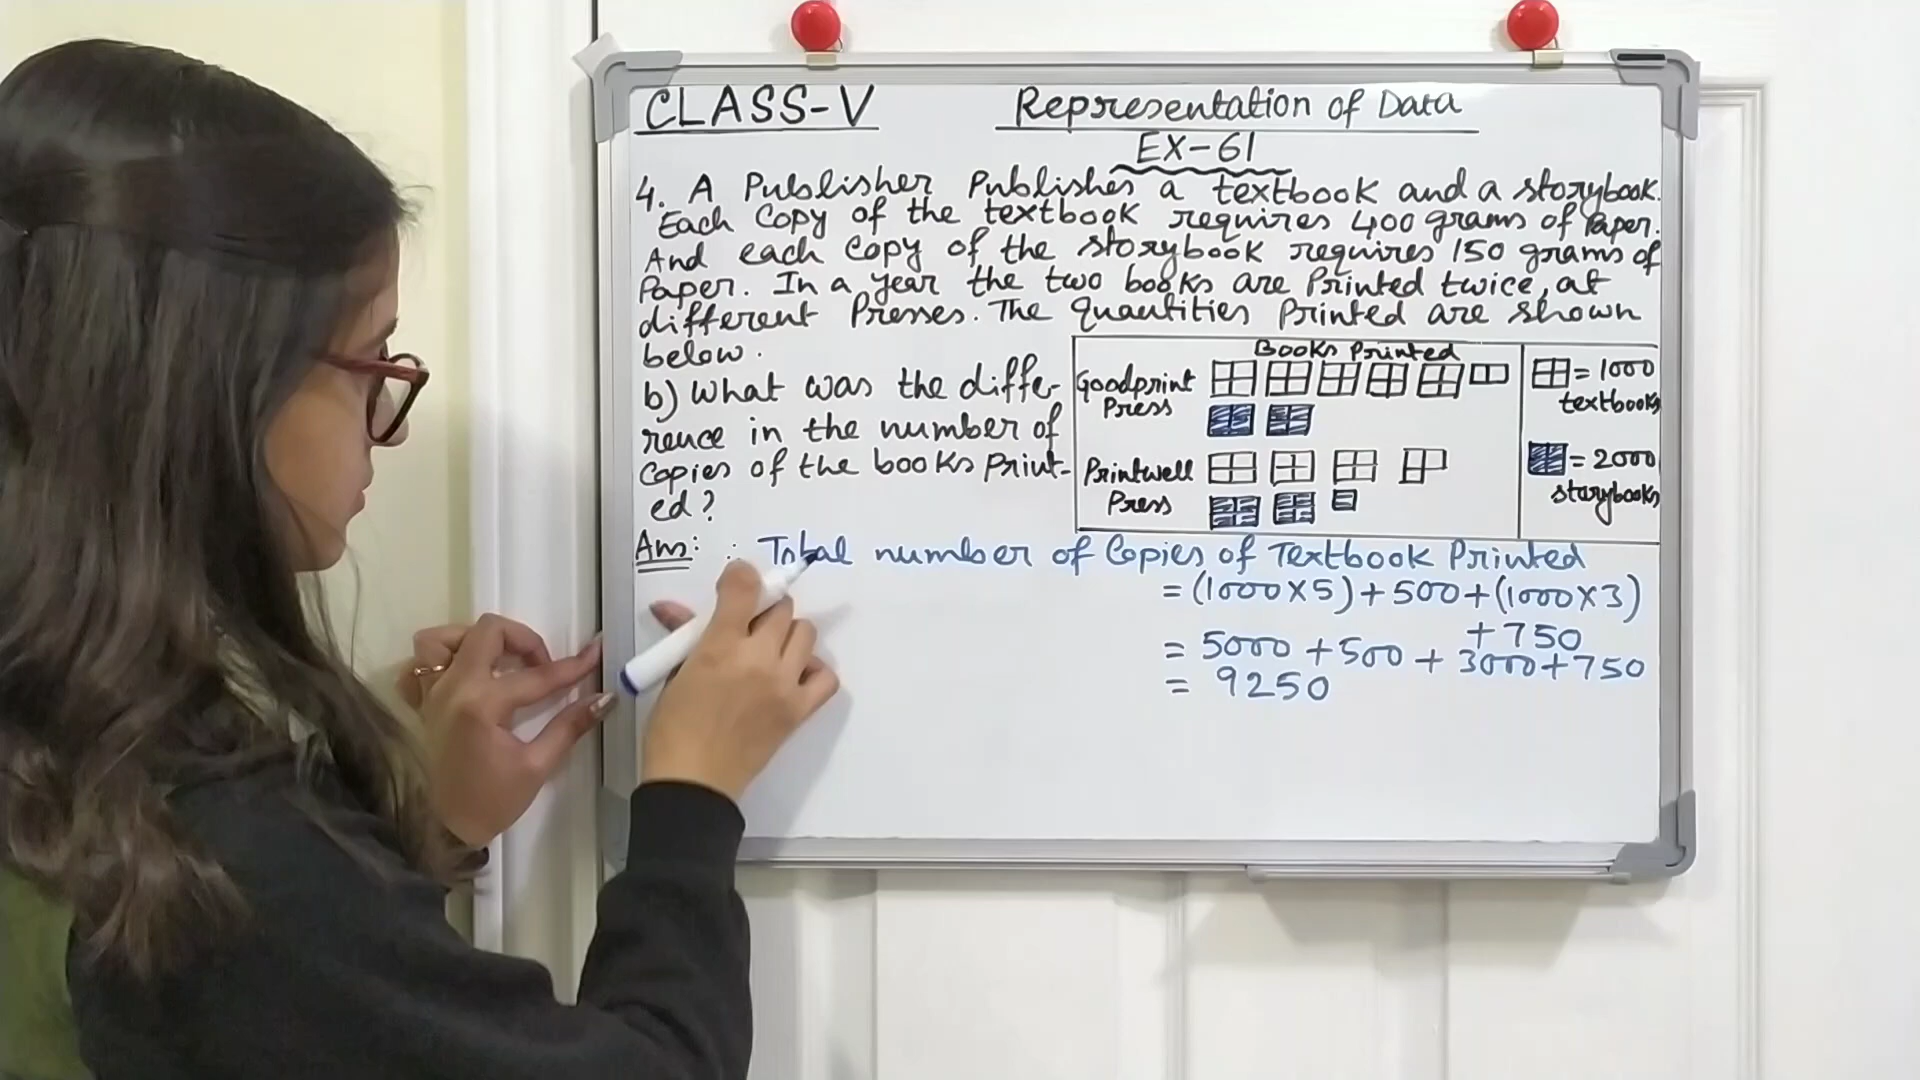 CLASS-V Representation of Data
EX-61
4. A Publisher Publishes a textbook and a storybook.
Each Copy of the textbook requires 400 grams of Paper.
And each Copy of the storybook requires 150 grams of
Paper. In a year the two books are Printed twice, at
different Presses. The quantities Printed are shown
below.
b) What was the diffe-
rence in the number of
Copies of the books Print-
ed?
Books Printed
Goodprint
Press
Printwell
Press
= 1000
textbooks
= 2000
storybooks
Ans: ∴ Total number of Copies of Textbook Printed
= (1000×5)+500+(1000×3)
+750
= 5000+500+3000+750
= 9250